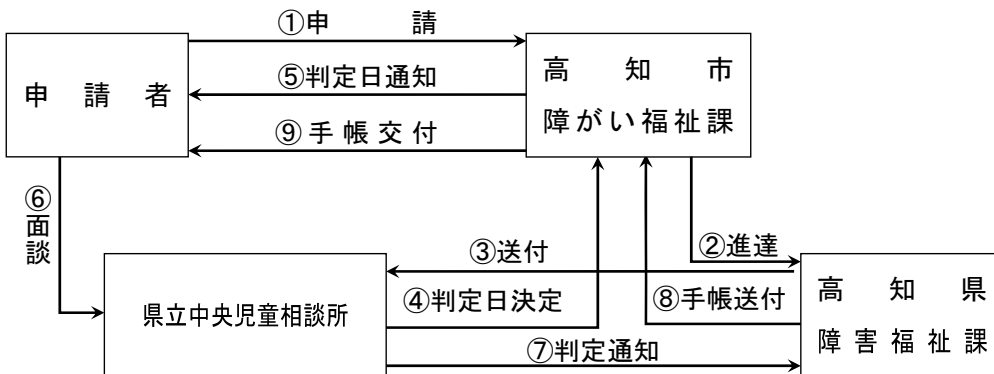 ①申請
申請者
⑤判定日通知
⑨手帳交付
高知市
障がい福祉課
⑥面談
②進達
③送付
県立中央児童相談所
④判定日決定
⑧手帳送付
高知県
障害福祉課
⑦判定通知